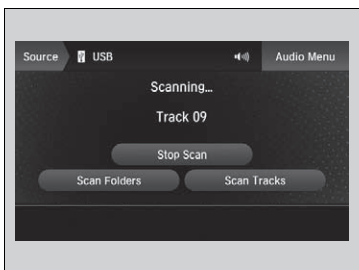 Source USB Audio Menu
Scanning...
Track 09
Stop Scan
Scan Folders Scan Tracks